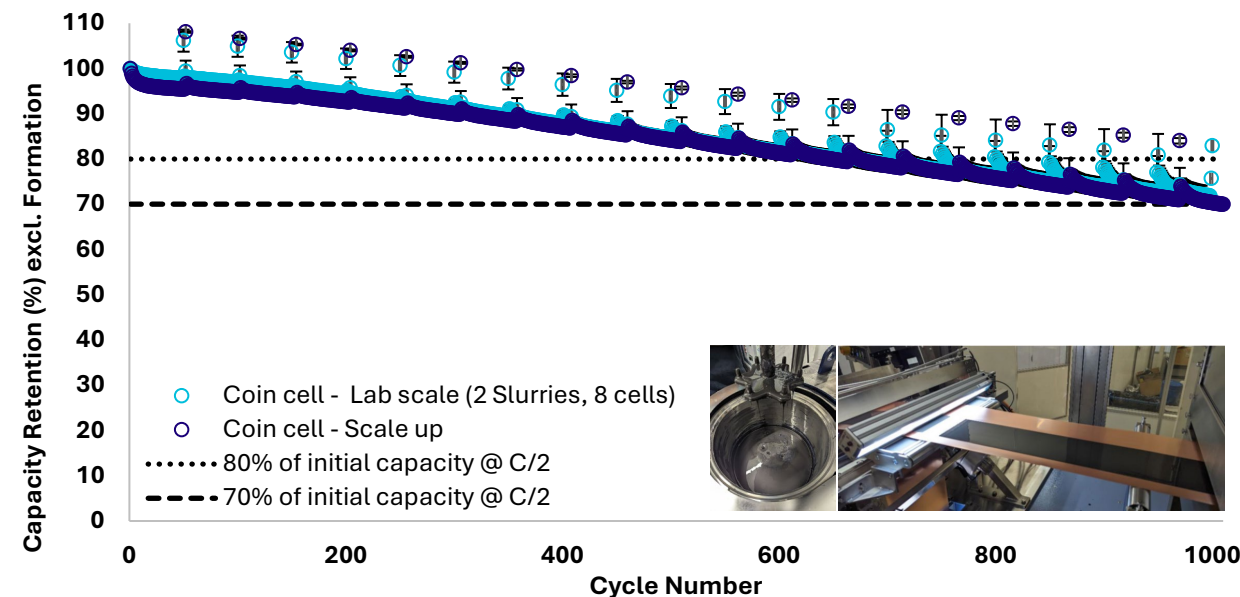 Capacity Retention (%) excl. Formation
110
100
90
80
70
60
50
40
30
20
10
0
Coin cell -  Lab scale (2 Slurries, 8 cells)
Coin cell - Scale up
80% of initial capacity @ C/2
70% of initial capacity @ C/2
0 200 400 600 800 1000
Cycle Number